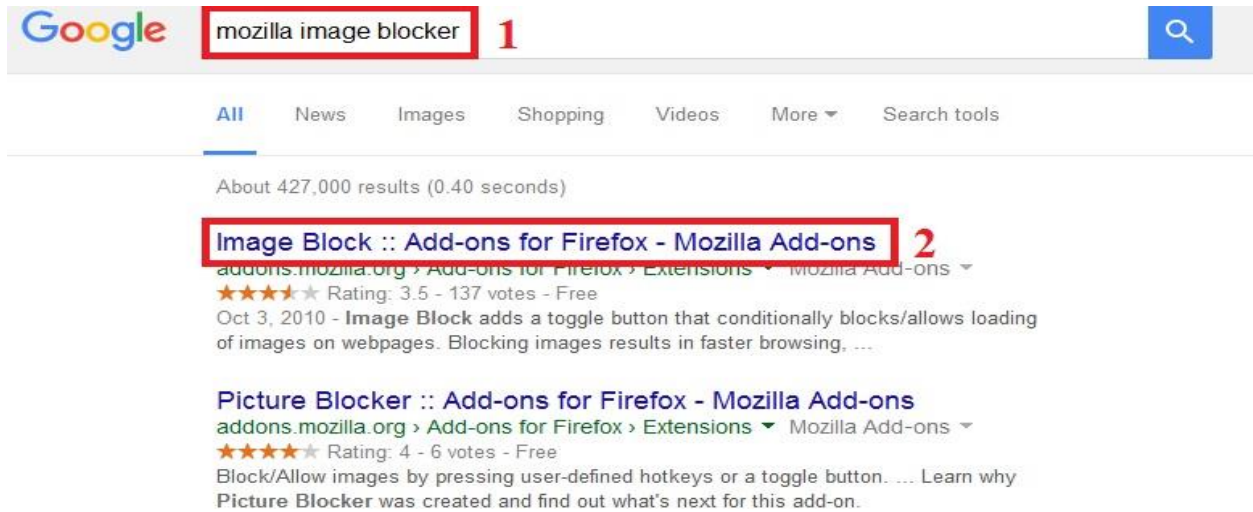 Google mozilla image blocker 1
All News Images Shopping Videos More Search tools
About 427,000 results (0.40 seconds)
Image Block :: Add-ons for Firefox - Mozilla Add-ons 2
addons.mozilla.org › Add-ons for Firefox › Extensions Mozilla Add-ons
Rating: 3.5 - 137 votes - Free
Oct 3, 2010 - Image Block adds a toggle button that conditionally blocks/allows loading
of images on webpages. Blocking images results in faster browsing, ...
Picture Blocker :: Add-ons for Firefox - Mozilla Add-ons
addons.mozilla.org › Add-ons for Firefox › Extensions Mozilla Add-ons
Rating: 4 - 6 votes - Free
Block/Allow images by pressing user-defined hotkeys or a toggle button. ... Learn why
Picture Blocker was created and find out what's next for this add-on.